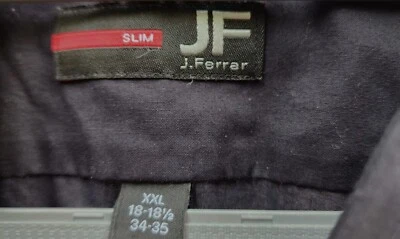 SLIM
JF
J.Ferrar
XXL
18-18½
34-35